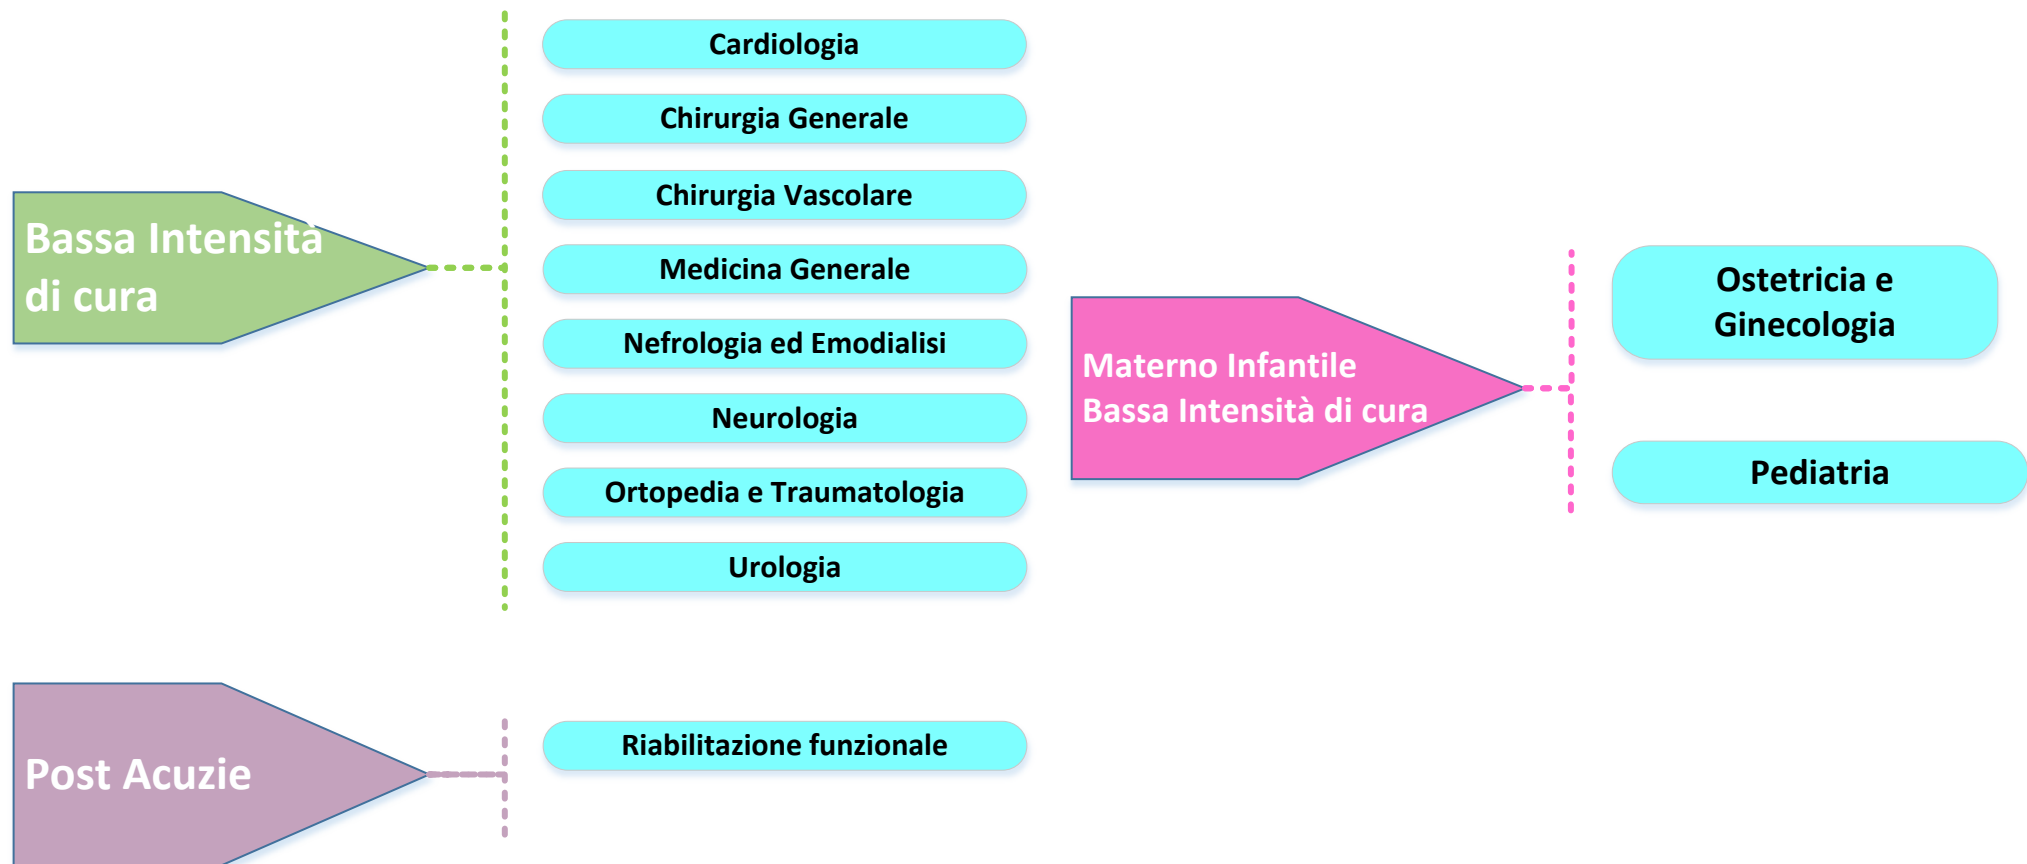 Bassa Intensità
di cura
Cardiologia
Chirurgia Generale
Chirurgia Vascolare
Medicina Generale
Nefrologia ed Emodialisi
Neurologia
Ortopedia e Traumatologia
Urologia
Materno Infantile
Bassa Intensità di cura
Ostetricia e
Ginecologia
Pediatria
Post Acuzie
Riabilitazione funzionale